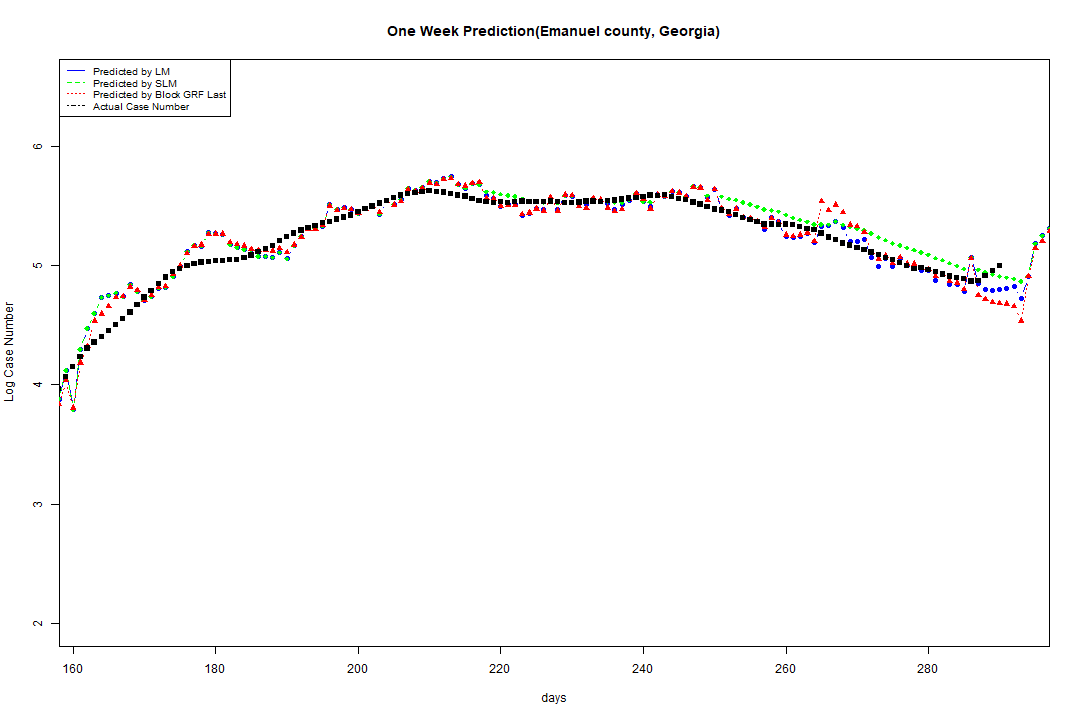 One Week Prediction(Emanuel county, Georgia)
Predicted by LM
Predicted by SLM
Predicted by Block GRF Last
Actual Case Number
6
5
4
3
2
Log Case Number
160 180 200 220 240 260 280
days